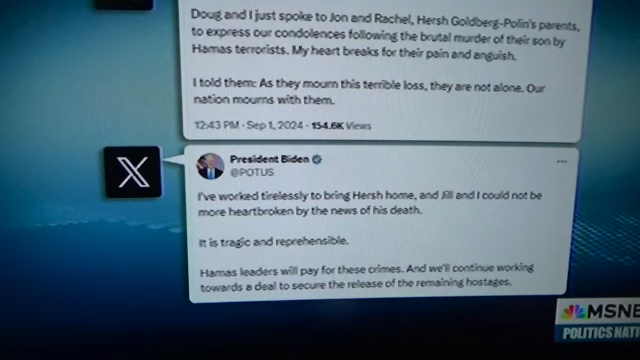 Doug and I just spoke to Jon and Rachel, Hersh Goldberg-Polin's parents,
to express our condolences following the brutal murder of their son by
Hamas terrorists. My heart breaks for their pain and anguish.
I told them: As they mourn this terrible loss, they are not alone. Our
nation mourns with them.
12:43 PM · Sep 1, 2024 · 154.6K Views
President Biden
@POTUS
I've worked tirelessly to bring Hersh home, and Jill and I could not be
more heartbroken by the news of his death.
It is tragic and reprehensible.
Hamas leaders will pay for these crimes. And we'll continue working
towards a deal to secure the release of the remaining hostages.
MSNB
POLITICS NAT